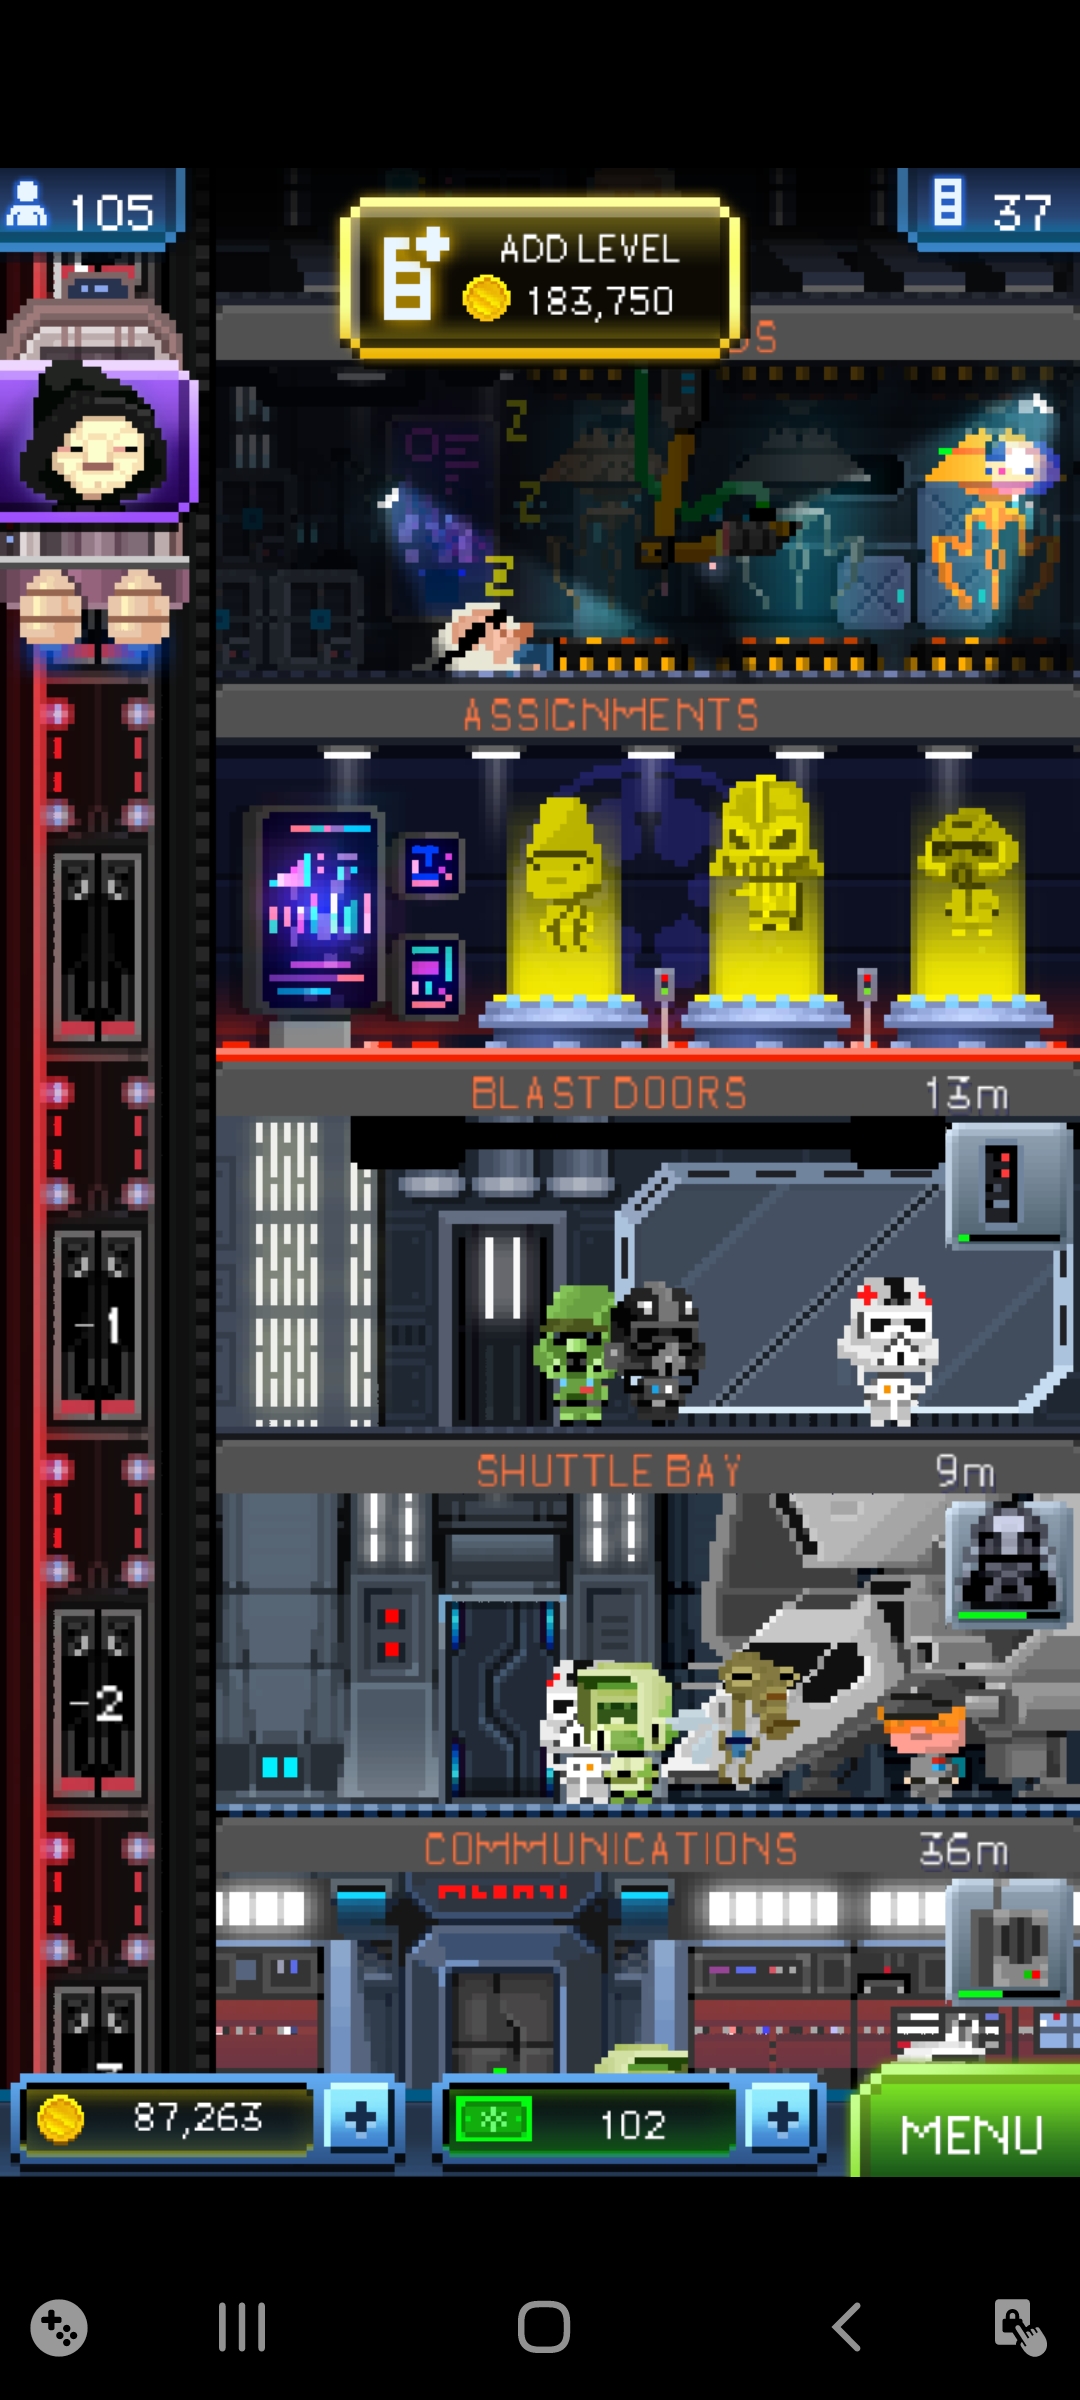 105
37
ADD LEVEL
183,750
DS
Z
Z
Z
ASSIGNMENTS
BLAST DOORS 13m
-1
SHUTTLE BAY 9m
-2
COMMUNICATIONS 36m
87,263
102
MENU